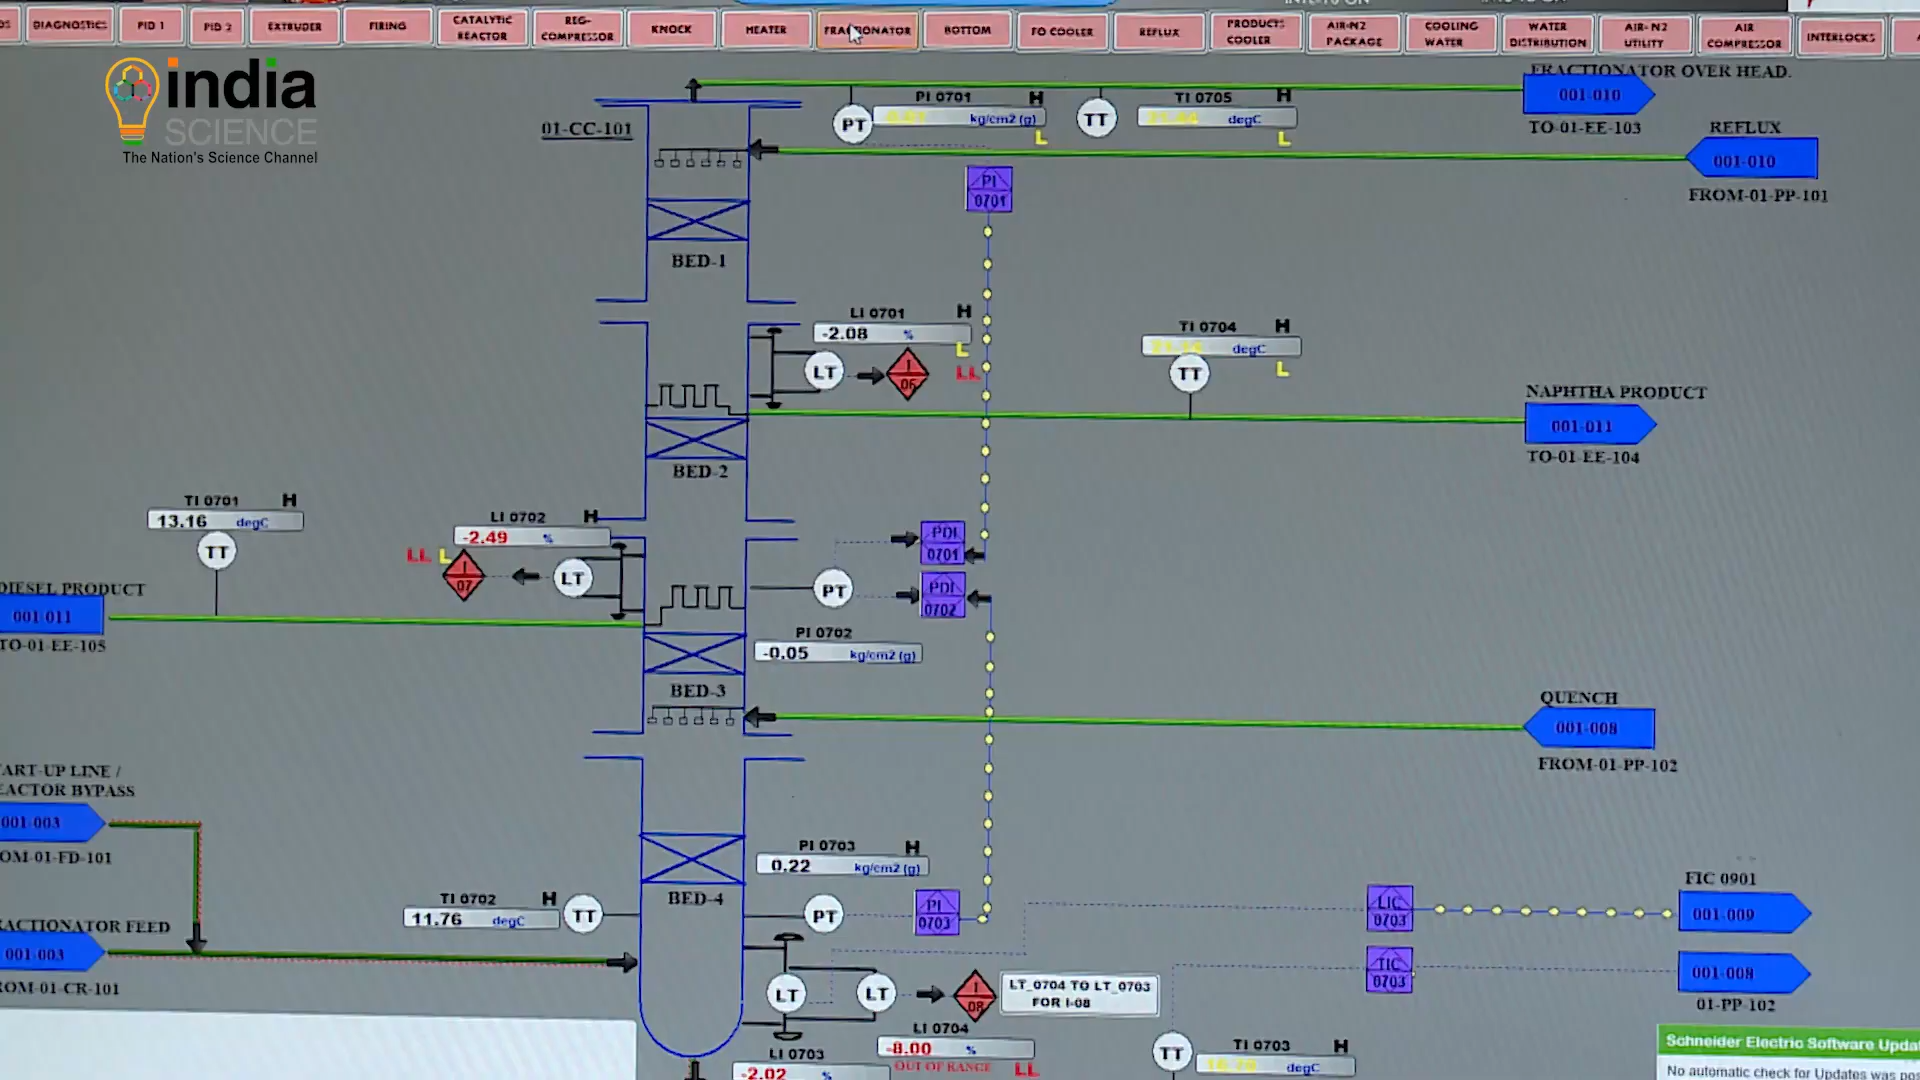 DIAGNOSTICS
PID 1
PID 2
EXTRUDER
FIRING
CATALYTIC
REACTOR
REG-
COMPRESSOR
KNOCK
HEATER
FRACTIONATOR
BOTTOM
FO COOLER
REFLUX
PRODUCTS
COOLER
AIR-N2
PACKAGE
COOLING
WATER
WATER
DISTRIBUTION
AIR-N2
UTILITY
AIR
COMPRESSOR
INTERLOCKS
india
SCIENCE
The Nation's Science Channel
01-CC-101
PI 0701 H
PT
kg/cm2 (g)
L
TT
TI 0705 H
degC
L
FRACTIONATOR OVER HEAD.
001-010
TO-01-EE-103
REFLUX
001-010
FROM-01-PP-101
PI
0701
BED-1
LI 0701 H
-2.08 %
L
LT
I
06
LL
TI 0704 H
degC
L
TT
NAPHTHA PRODUCT
001-011
TO-01-EE-104
BED-2
TI 0701 H
13.16 degC
TT
LI 0702 H
-2.49 %
LL L
I
07
LT
PDI
0701
PDI
0702
PT
DIESEL PRODUCT
001-011
TO-01-EE-105
PI 0702
-0.05 kg/cm2 (g)
BED-3
QUENCH
001-008
FROM-01-PP-102
ART-UP LINE /
EACTOR BYPASS
001-003
OM-01-FD-101
PI 0703 H
0.22 kg/cm2 (g)
BED-4
TI 0702 H
11.76 degC
TT
PT
PI
0703
LIC
0703
FIC 0901
001-009
RACTIONATOR FEED
001-003
ROM-01-CR-101
TIC
0703
001-008
01-PP-102
LT
LT
I
08
LT_0704 TO LT_0703
FOR I-08
LI 0704
-8.00 %
OUT OF RANGE LL
LI 0703
-2.02 %
TT
TI 0703 H
degC
Schneider Electric Software Updat
No automatic check for Updates was pos